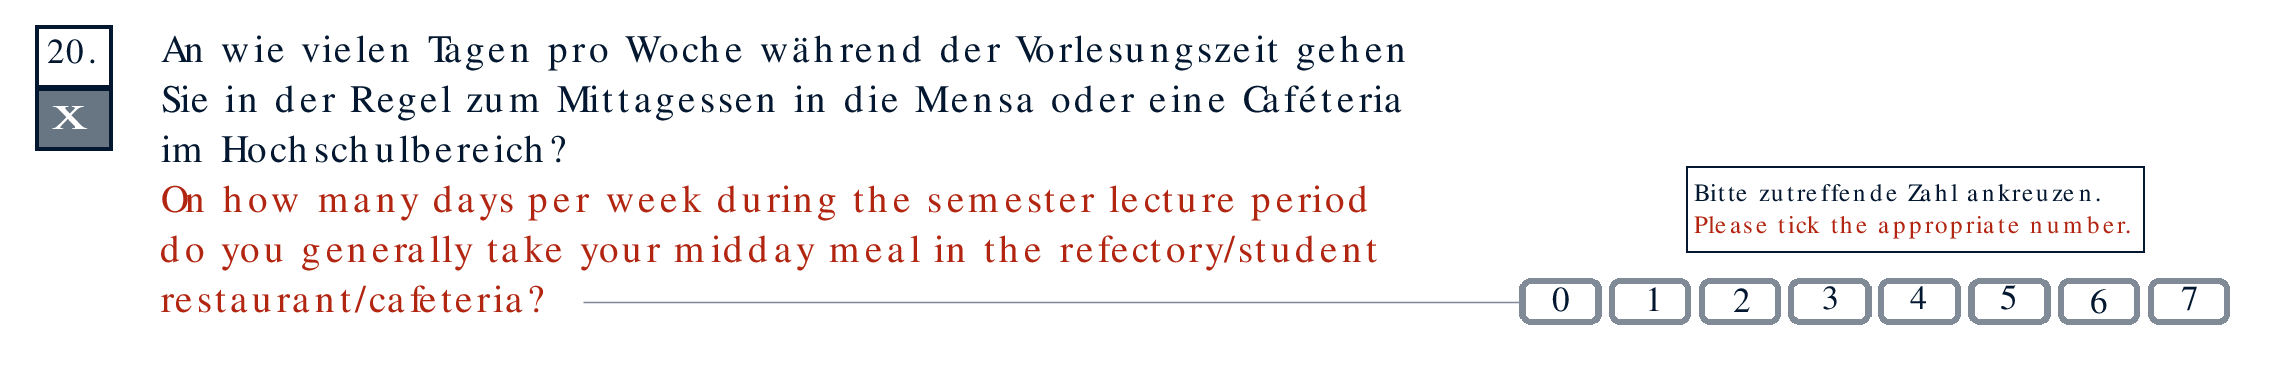 20.
X
An wie vielen Tagen pro Woche während der Vorlesungszeit gehen
Sie in der Regel zum Mittagessen in die Mensa oder eine Caféteria
im Hochschulbereich?
On how many days per week during the semester lecture period
do you generally take your midday meal in the refectory/student
restaurant/cafeteria?
Bitte zutreffende Zahl ankreuzen.
Please tick the appropriate number.
0 1 2 3 4 5 6 7